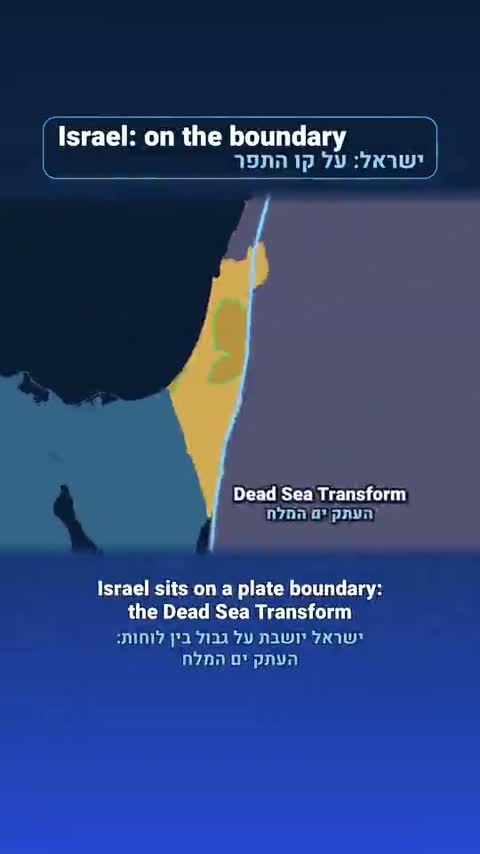 Israel: on the boundary
ישראל: על קו התפר
Dead Sea Transform
העתק ים המלח
Israel sits on a plate boundary:
the Dead Sea Transform
ישראל יושבת על גבול בין לוחות:
העתק ים המלח